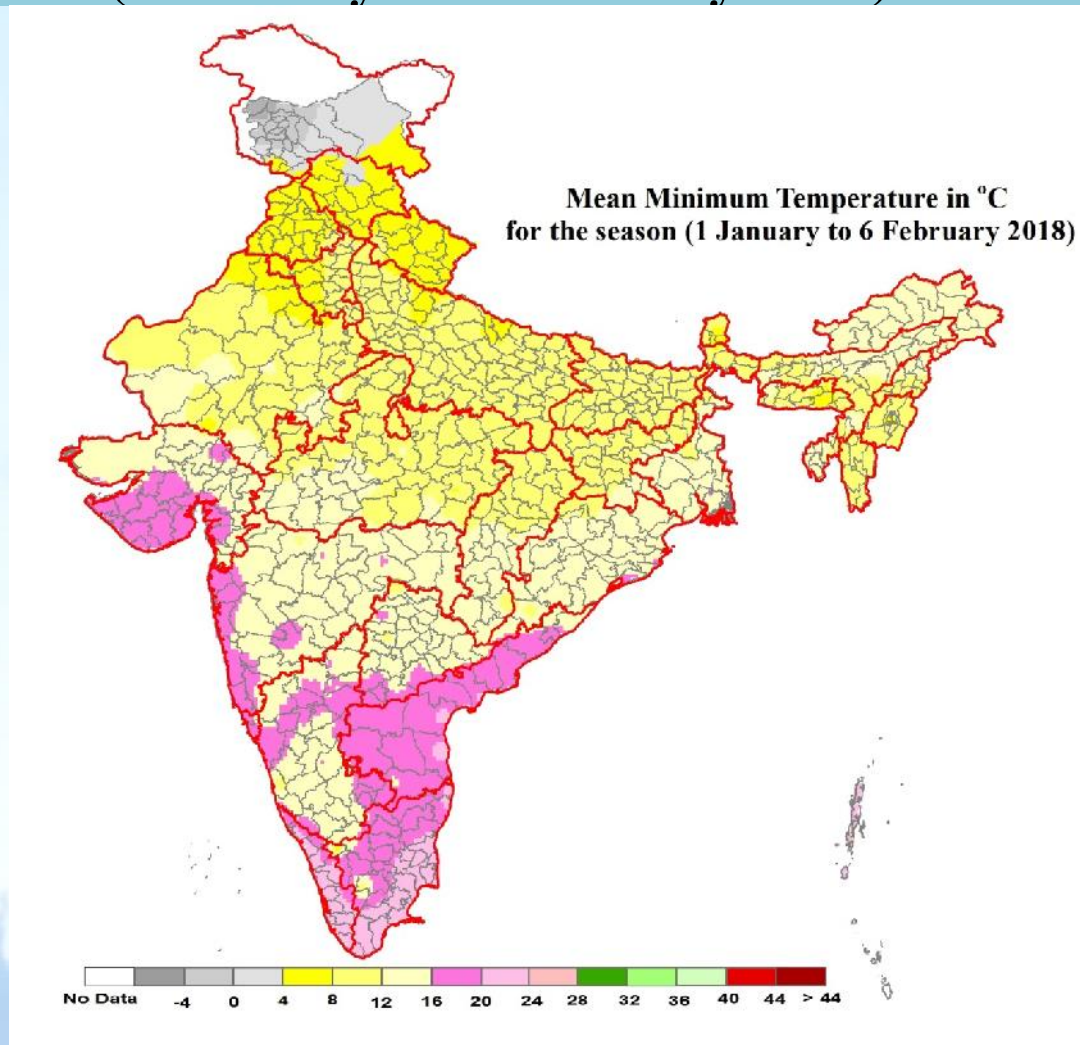 Mean Minimum Temperature in °C
for the season (1 January to 6 February 2018)
No Data -4 0 4 8 12 16 20 24 28 32 36 40 44 > 44